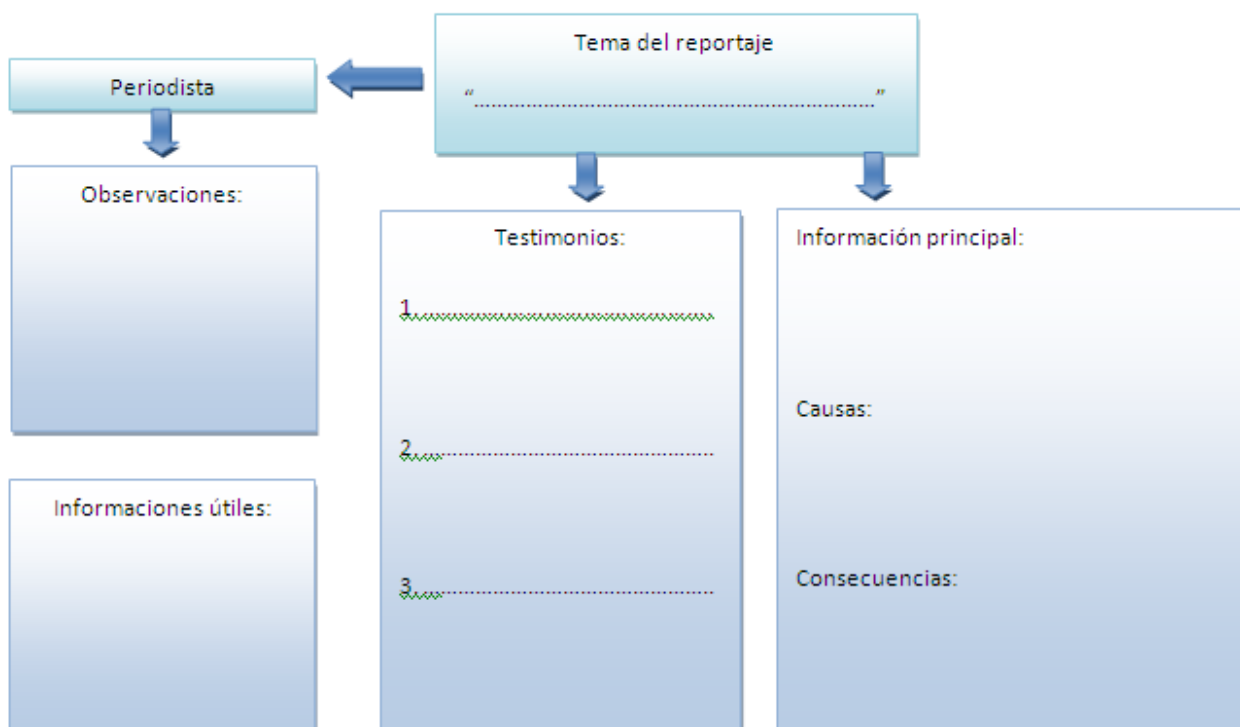 Tema del reportaje
“......................................................................”
Periodista
Observaciones:
Informaciones útiles:
Testimonios:
1....................................................
2....................................................
3....................................................
Información principal:
Causas:
Consecuencias: